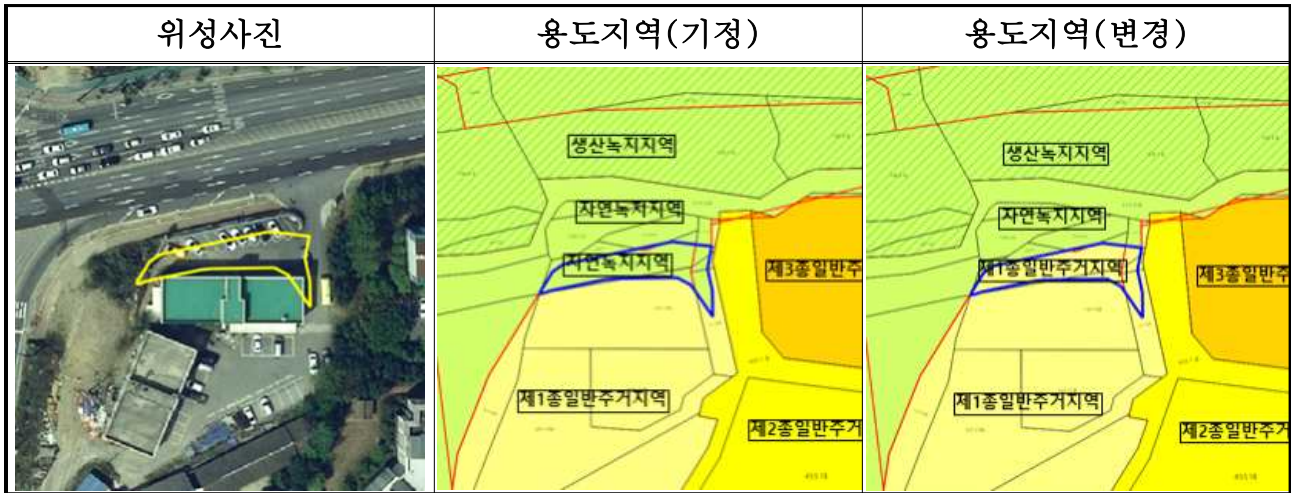 위성사진
용도지역(기정)
용도지역(변경)
생산녹지지역
자연녹지지역
자연녹지지역
제3종일반주
제1종일반주거지역
제2종일반주거
생산녹지지역
자연녹지지역
제1종일반주거지역
제3종일반주
제1종일반주거지역
제2종일반주거